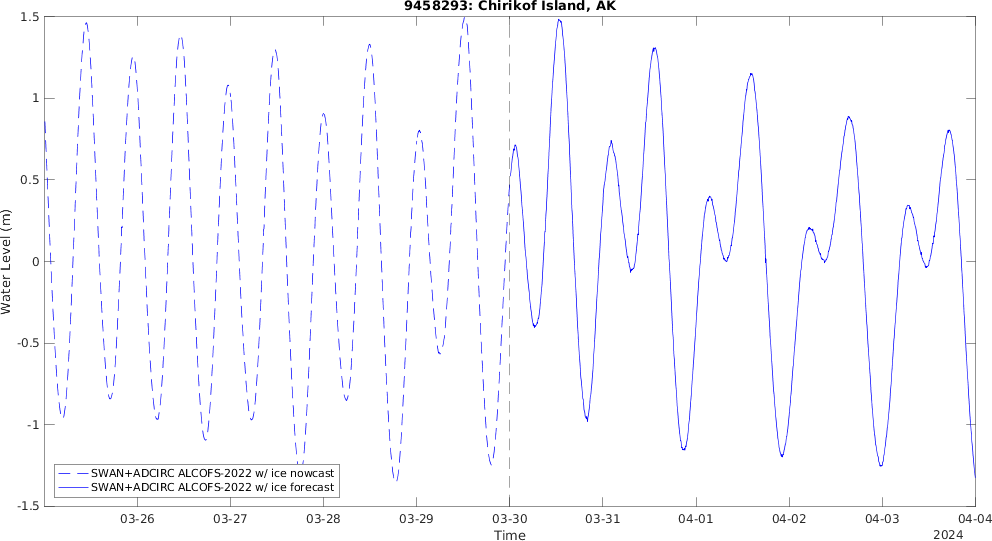 9458293: Chirikof Island, AK
Water Level (m)
1.5
1
0.5
0
-0.5
-1
-1.5
SWAN+ADCIRC ALCOFS-2022 w/ ice nowcast
SWAN+ADCIRC ALCOFS-2022 w/ ice forecast
03-26 03-27 03-28 03-29 03-30 03-31 04-01 04-02 04-03 04-04
Time
2024